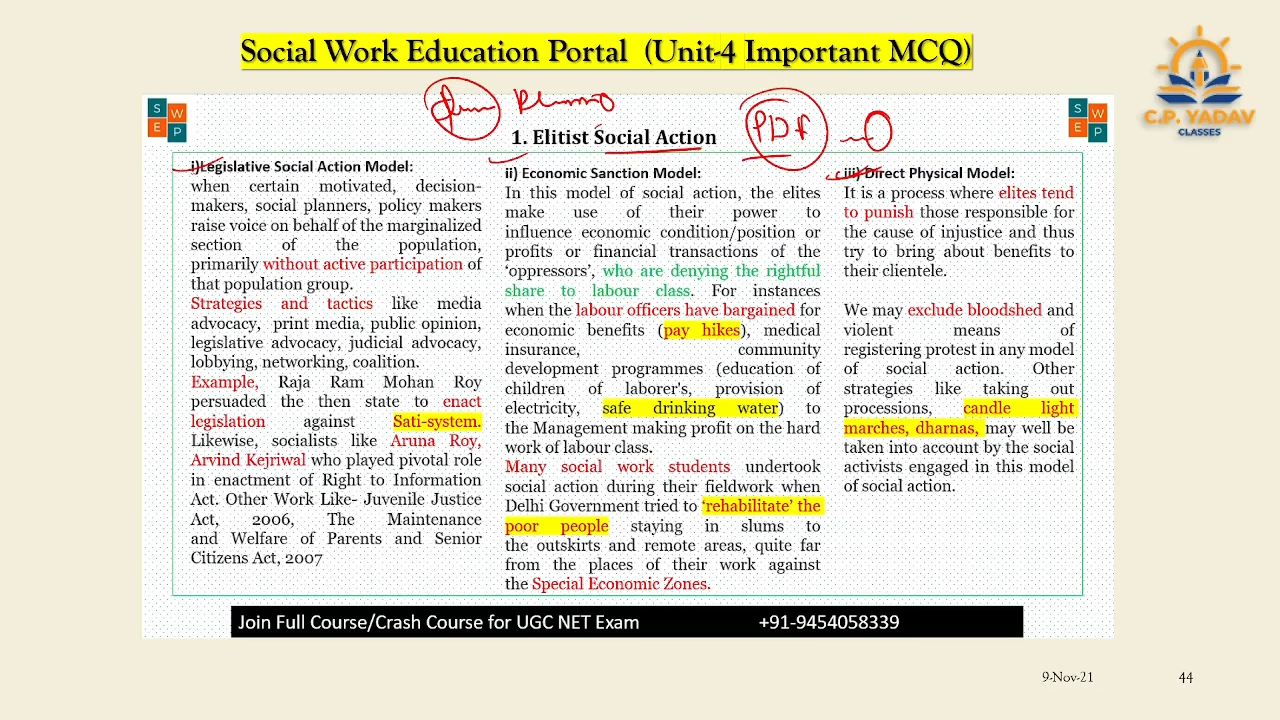 Social Work Education Portal (Unit-4 Important MCQ)
C.P. YADAV
CLASSES
S
W
E
P
S
W
E
P
PDF
1. Elitist Social Action
i)Legislative Social Action Model:
when certain motivated, decision-
makers, social planners, policy makers
raise voice on behalf of the marginalized
section of the population,
primarily without active participation of
that population group.
Strategies and tactics like media
advocacy, print media, public opinion,
legislative advocacy, judicial advocacy,
lobbying, networking, coalition.
Example, Raja Ram Mohan Roy
persuaded the then state to enact
legislation against Sati-system.
Likewise, socialists like Aruna Roy,
Arvind Kejriwal who played pivotal role
in enactment of Right to Information
Act. Other Work Like- Juvenile Justice
Act, 2006, The Maintenance
and Welfare of Parents and Senior
Citizens Act, 2007
ii) Economic Sanction Model:
In this model of social action, the elites
make use of their power to
influence economic condition/position or
profits or financial transactions of the
‘oppressors’, who are denying the rightful
share to labour class. For instances
when the labour officers have bargained for
economic benefits (pay hikes), medical
insurance, community
development programmes (education of
children of laborer's, provision of
electricity, safe drinking water) to
the Management making profit on the hard
work of labour class.
Many social work students undertook
social action during their fieldwork when
Delhi Government tried to ‘rehabilitate’ the
poor people staying in slums to
the outskirts and remote areas, quite far
from the places of their work against
the Special Economic Zones.
iii) Direct Physical Model:
It is a process where elites tend
to punish those responsible for
the cause of injustice and thus
try to bring about benefits to
their clientele.
We may exclude bloodshed and
violent means of
registering protest in any model
of social action. Other
strategies like taking out
processions, candle light
marches, dharnas, may well be
taken into account by the social
activists engaged in this model
of social action.
Join Full Course/Crash Course for UGC NET Exam +91-9454058339
9-Nov-21
44